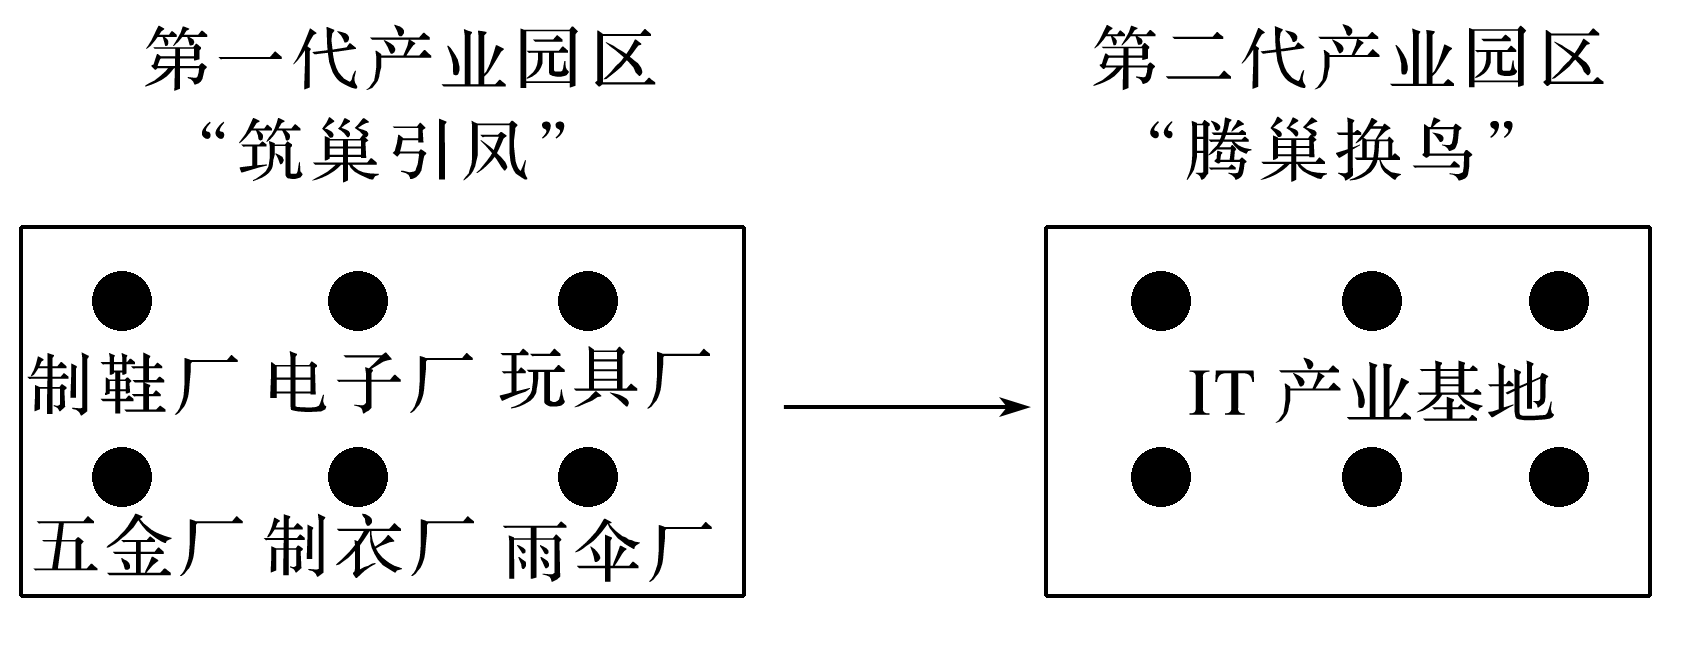 第一代产业园区
“筑巢引凤”
制鞋厂 电子厂 玩具厂
五金厂 制衣厂 雨伞厂
第二代产业园区
“腾巢换鸟”
IT 产业基地